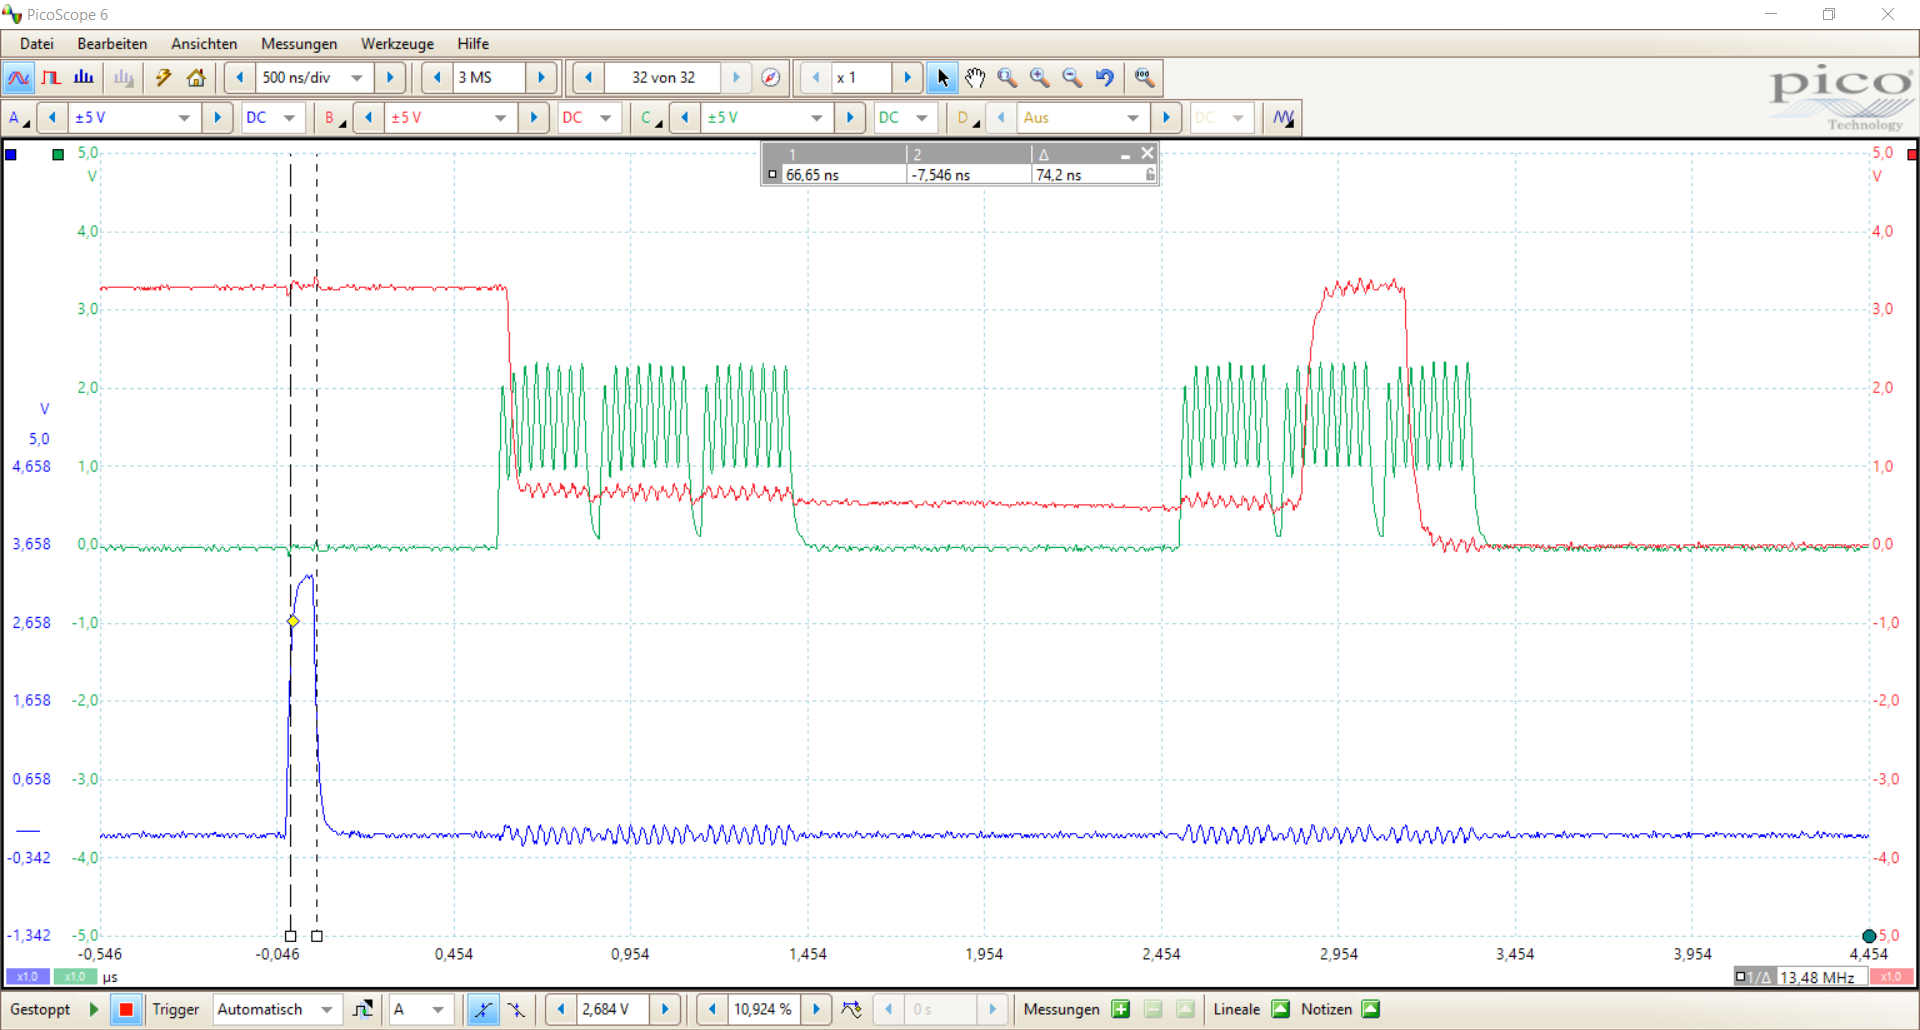 PicoScope 6
Datei Bearbeiten Ansichten Messungen Werkzeuge Hilfe
500 ns/div 3 MS 32 von 32 x 1
pico
Technology
A ±5 V DC B ±5 V DC C ±5 V DC D Aus DC
1 2 Δ
66,65 ns -7,546 ns 74,2 ns
5,0 5,0
V V
4,0 4,0
3,0 3,0
2,0 2,0
V
5,0
4,658 1,0 1,0
3,658 0,0 0,0
2,658 -1,0 -1,0
1,658 -2,0 -2,0
0,658 -3,0 -3,0
-0,342 -4,0 -4,0
-1,342 -5,0 5,0
-0,546 -0,046 0,454 0,954 1,454 1,954 2,454 2,954 3,454 3,954 4,454
x1,0 x1,0 µs 1/Δ 13,48 MHz x1,0
Gestoppt Trigger Automatisch A 2,684 V 10,924 % 0 s Messungen Lineale Notizen